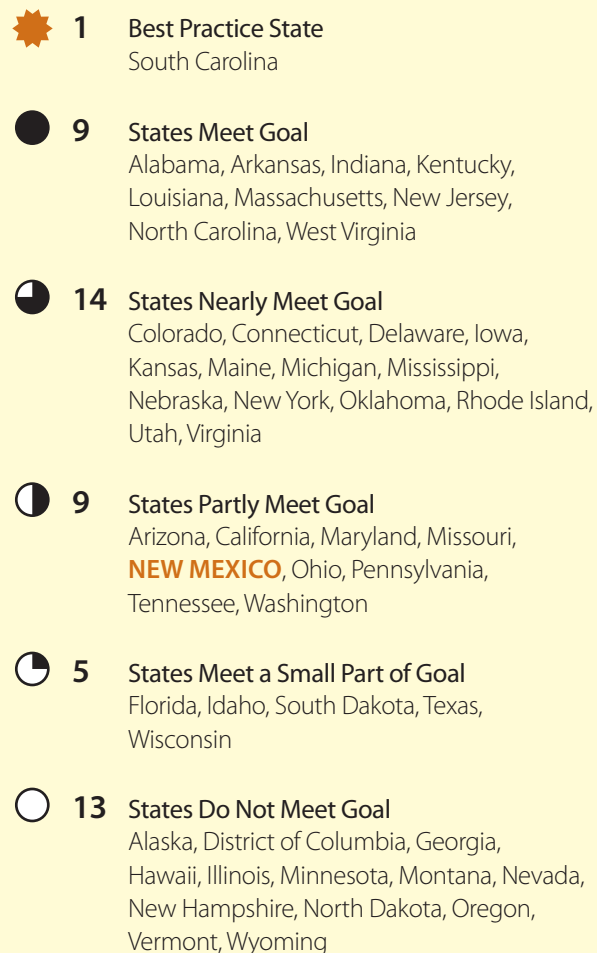 1 Best Practice State
South Carolina
9 States Meet Goal
Alabama, Arkansas, Indiana, Kentucky,
Louisiana, Massachusetts, New Jersey,
North Carolina, West Virginia
14 States Nearly Meet Goal
Colorado, Connecticut, Delaware, Iowa,
Kansas, Maine, Michigan, Mississippi,
Nebraska, New York, Oklahoma, Rhode Island,
Utah, Virginia
9 States Partly Meet Goal
Arizona, California, Maryland, Missouri,
NEW MEXICO, Ohio, Pennsylvania,
Tennessee, Washington
5 States Meet a Small Part of Goal
Florida, Idaho, South Dakota, Texas,
Wisconsin
13 States Do Not Meet Goal
Alaska, District of Columbia, Georgia,
Hawaii, Illinois, Minnesota, Montana, Nevada,
New Hampshire, North Dakota, Oregon,
Vermont, Wyoming